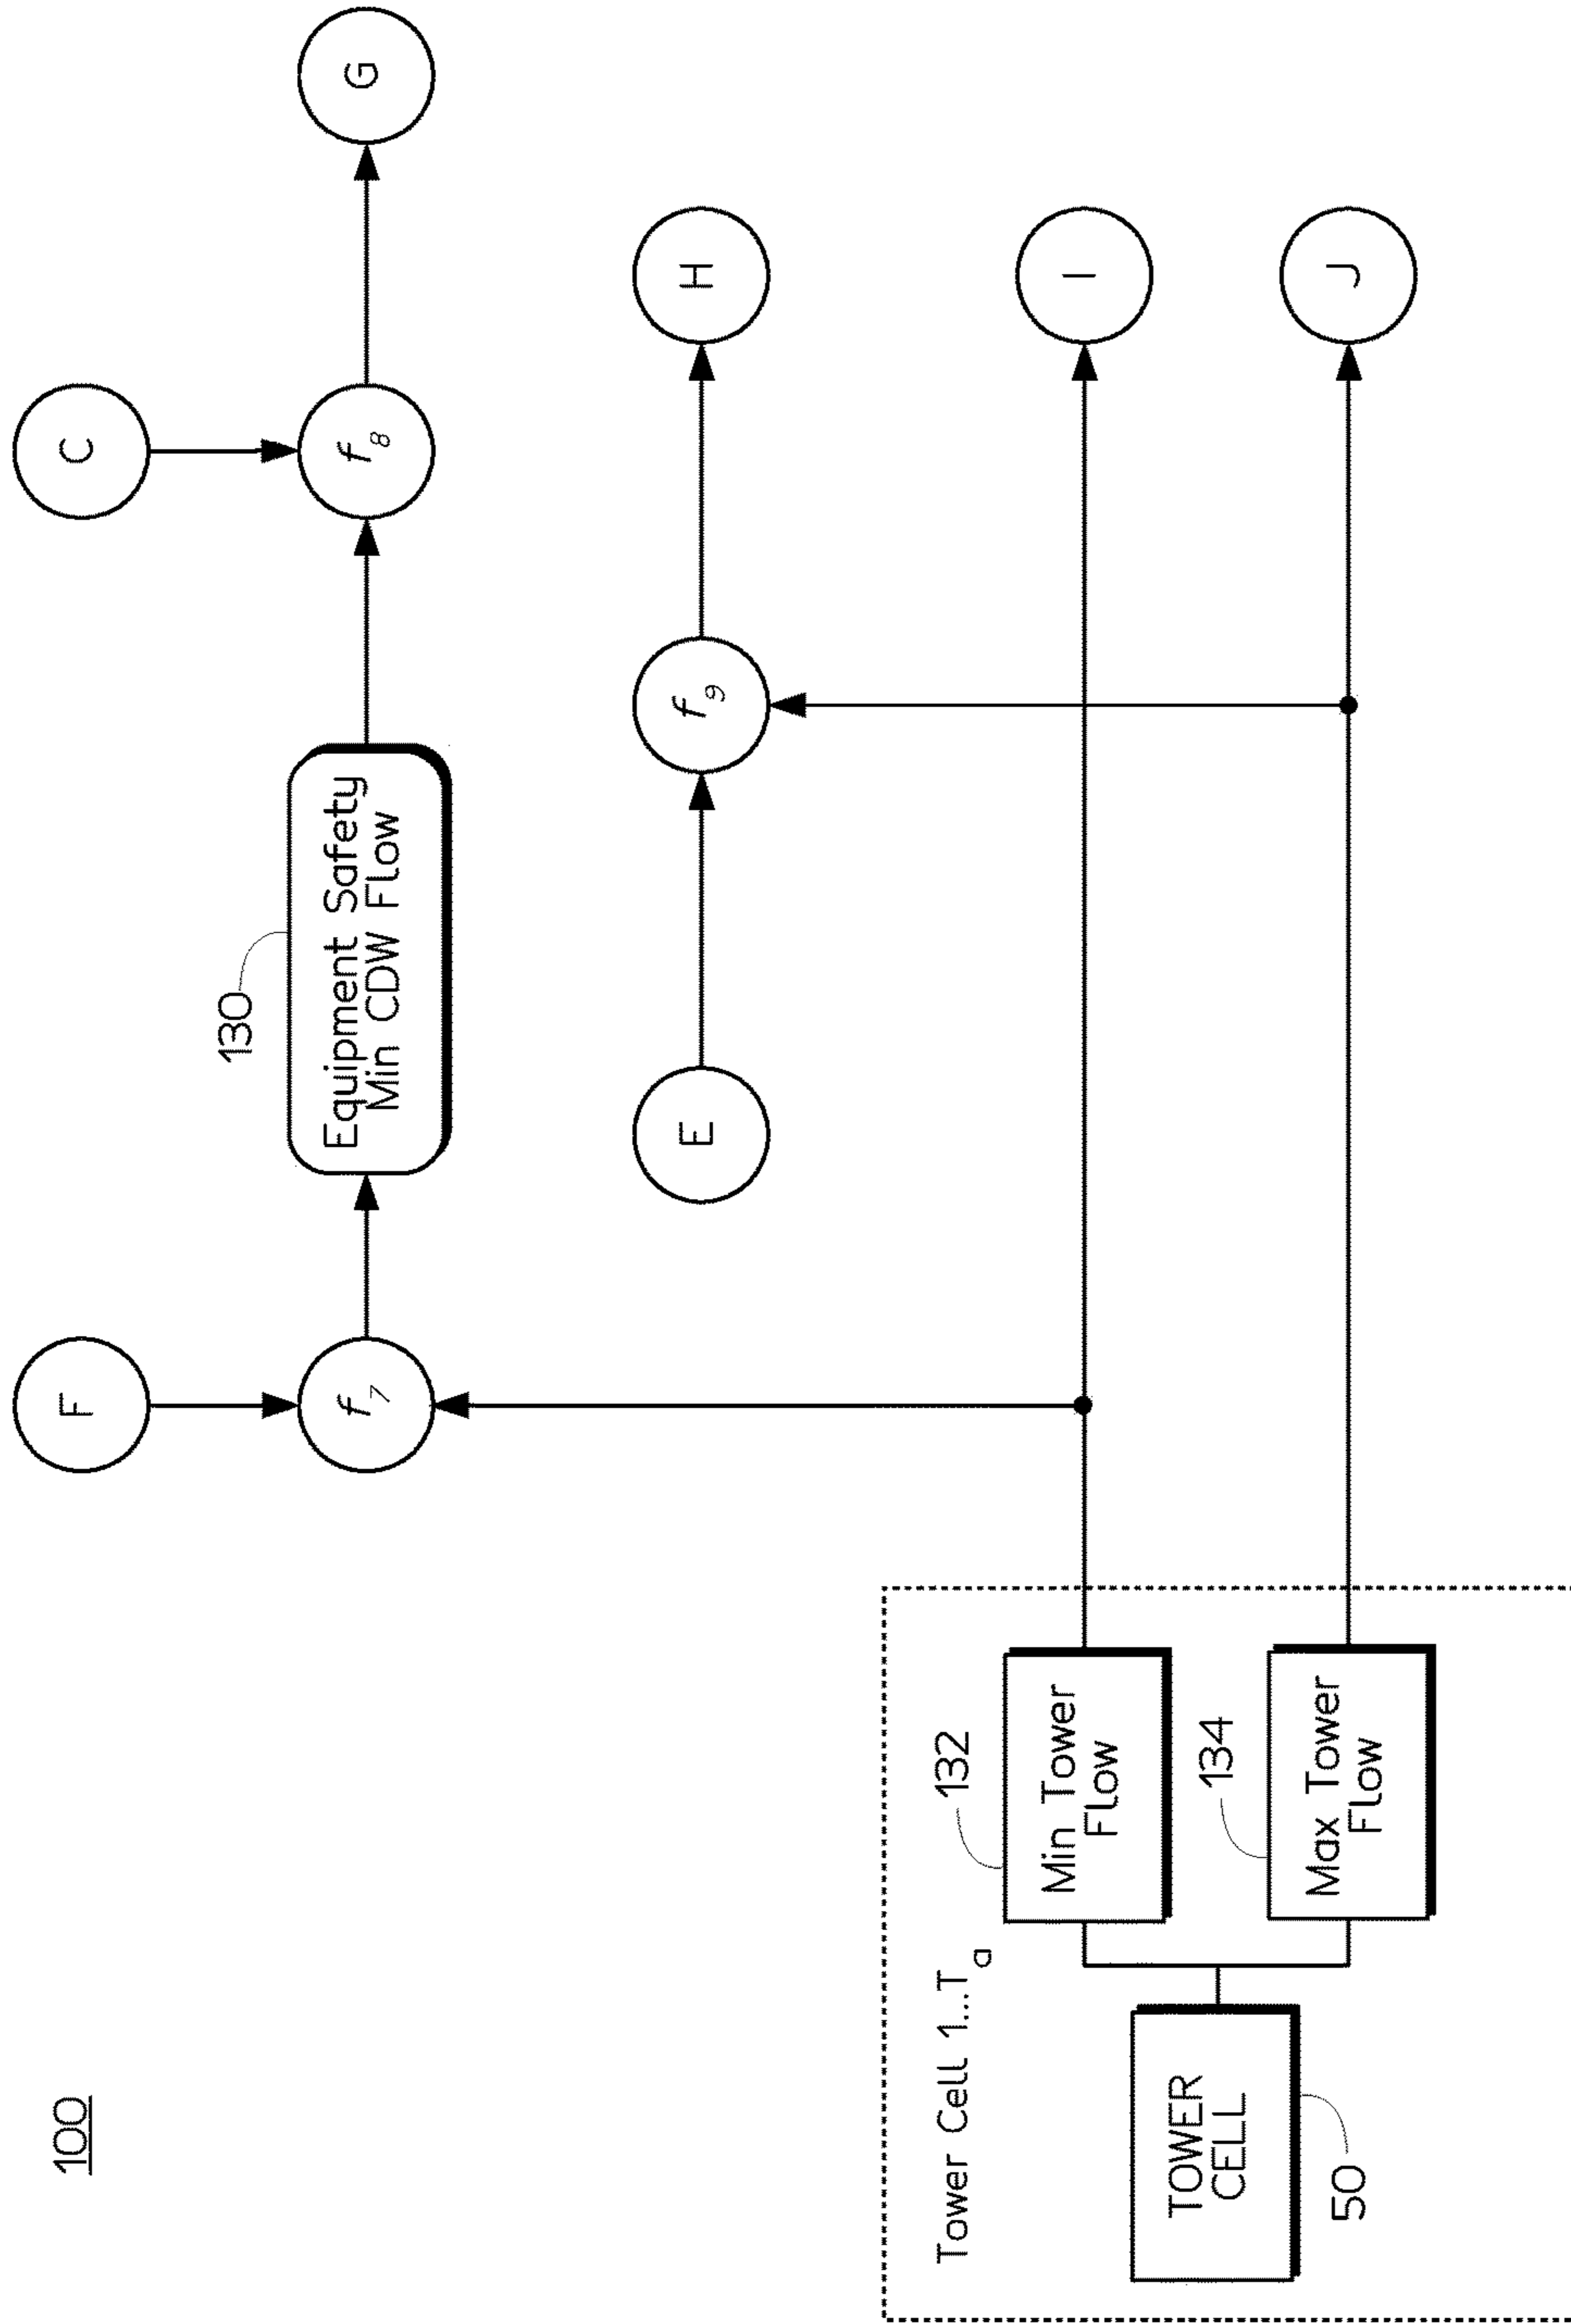 100
F
C
f7
130
Equipment Safety
Min CDW Flow
f8
G
E
f9
H
Tower Cell 1...Ta
132
Min Tower
Flow
I
TOWER
CELL
50
134
Max Tower
Flow
J